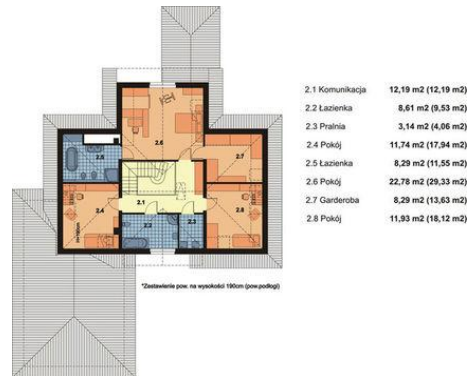 2.1 Komunikacja 12,19 m2 (12,19 m2)
2.2 Łazienka 8,61 m2 (9,53 m2)
2.3 Pralnia 3,14 m2 (4,06 m2)
2.4 Pokój 11,74 m2 (17,94 m2)
2.5 Łazienka 8,29 m2 (11,55 m2)
2.6 Pokój 22,78 m2 (29,33 m2)
2.7 Garderoba 8,29 m2 (13,63 m2)
2.8 Pokój 11,93 m2 (18,12 m2)
2.6
2.7
2.4
2.1
2.8
2.2
2.3
*Zestawienie pow. na wysokości 190cm (pow.podłogi)